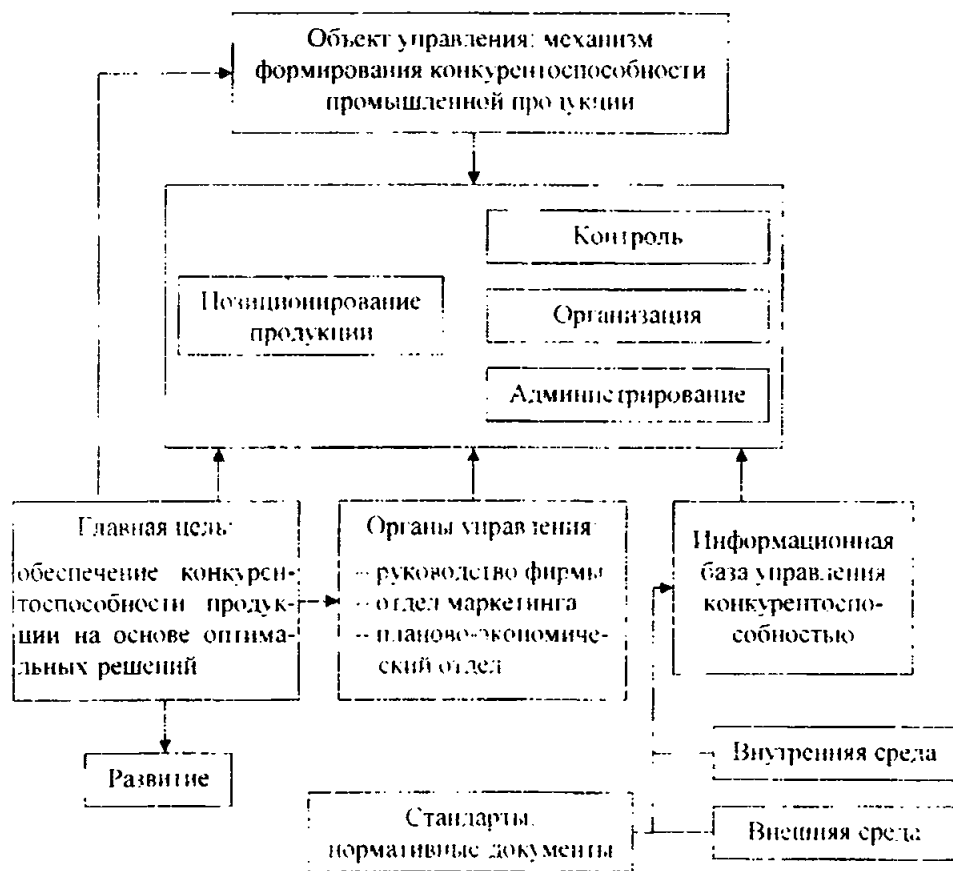 Объект управления: механизм
формирования конкурентоспособности
промышленной продукции
Контроль
Позиционирование
продукции
Организация
Администрирование
Главная цель:
обеспечение конкурен-
тоспособности продук-
ции на основе оптима-
льных решений
Органы управления:
– руководство фирмы
– отдел маркетинга
– планово-экономиче-
ский отдел
Информационная
база управления
конкурентоспо-
собностью
Развитие
Внутренняя среда
Стандарты,
нормативные документы
Внешняя среда